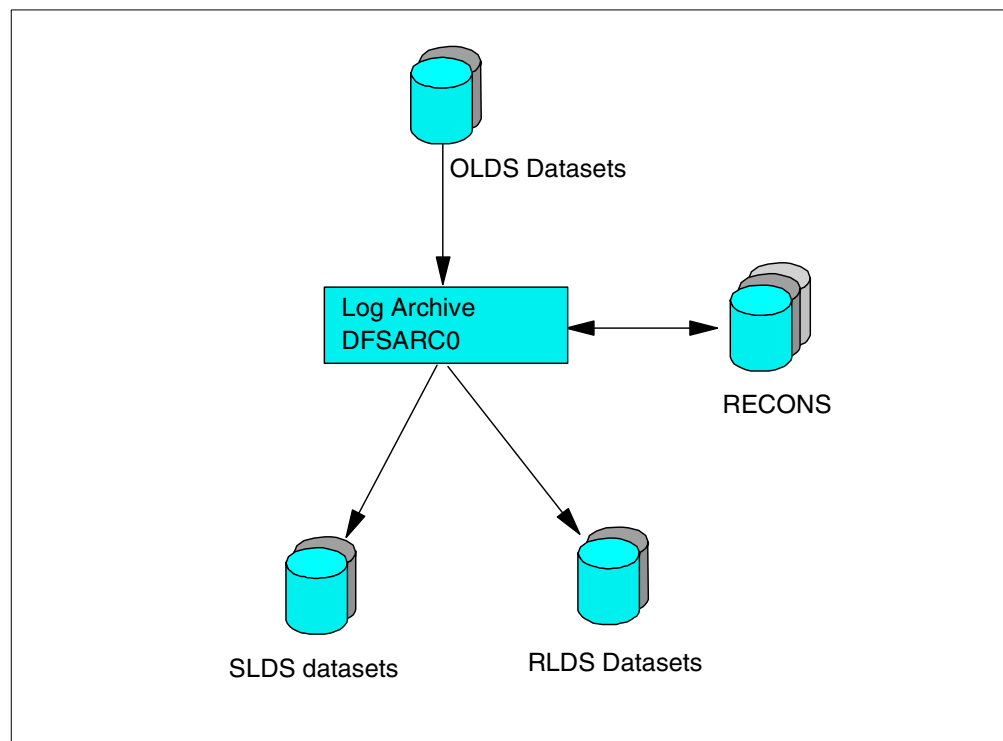 OLDS Datasets
Log Archive
DFSARC0
RECONS
SLDS datasets
RLDS Datasets